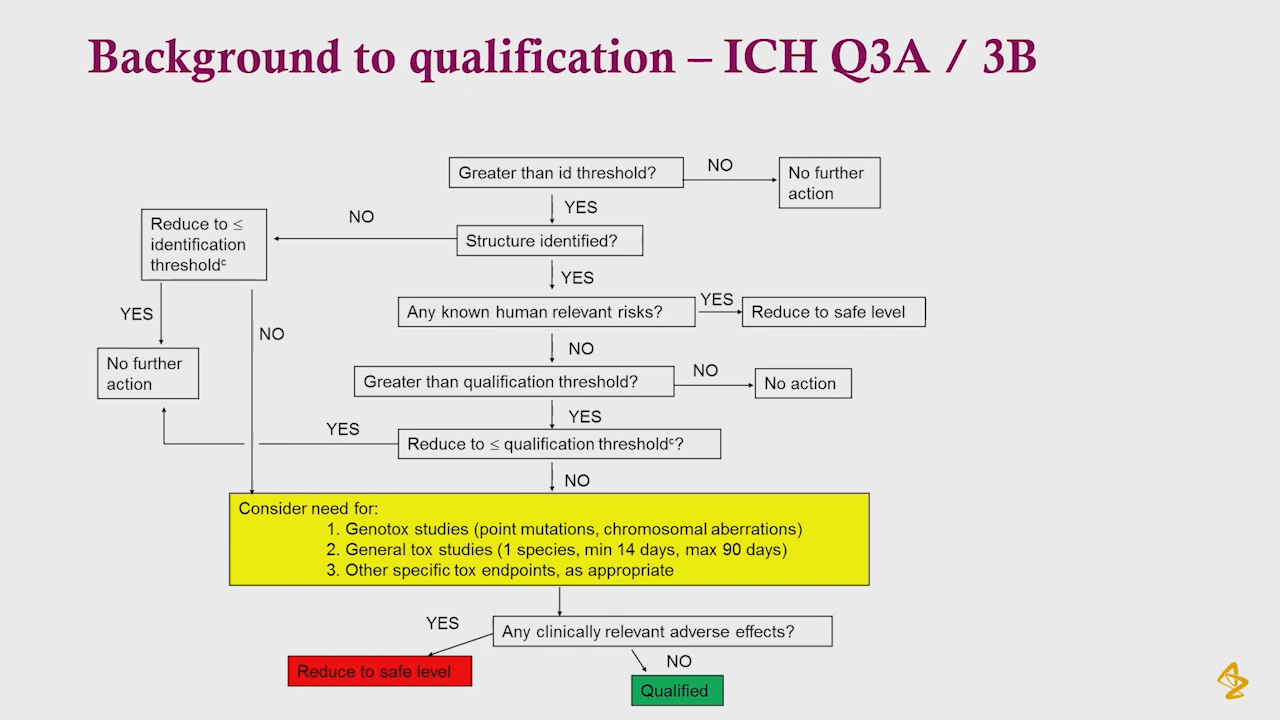 Background to qualification – ICH Q3A / 3B
Greater than id threshold?
NO
No further
action
YES
Reduce to ≤
identification
thresholdᶜ
NO
Structure identified?
YES
Any known human relevant risks?
YES
Reduce to safe level
YES
NO
No further
action
NO
Greater than qualification threshold?
NO
No action
YES
YES
Reduce to ≤ qualification thresholdᶜ?
NO
Consider need for:
1. Genotox studies (point mutations, chromosomal aberrations)
2. General tox studies (1 species, min 14 days, max 90 days)
3. Other specific tox endpoints, as appropriate
YES
Any clinically relevant adverse effects?
Reduce to safe level
NO
Qualified